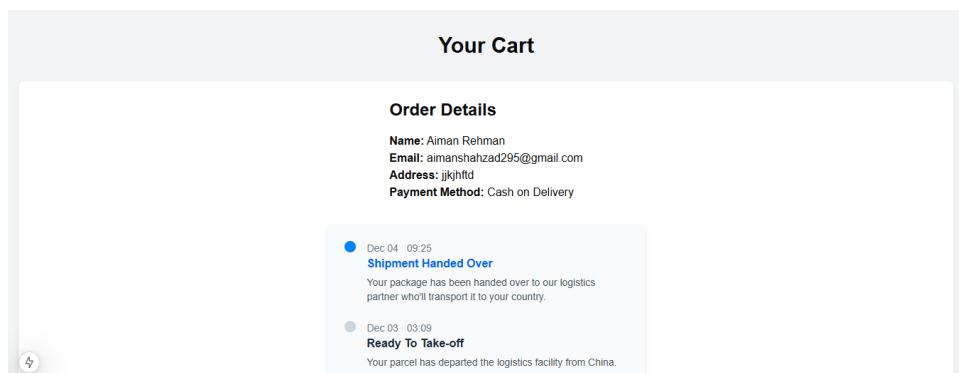 Your Cart
Order Details
Name: Aiman Rehman
Email: aimanshahzad295@gmail.com
Address: jjkjhftd
Payment Method: Cash on Delivery
Dec 04 09:25
Shipment Handed Over
Your package has been handed over to our logistics
partner who'll transport it to your country.
Dec 03 03:09
Ready To Take-off
Your parcel has departed the logistics facility from China.